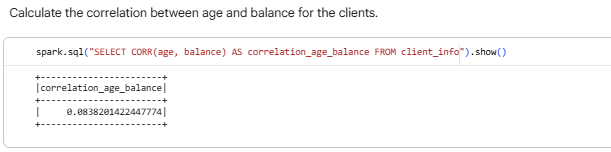 Calculate the correlation between age and balance for the clients.
spark.sql("SELECT CORR(age, balance) AS correlation_age_balance FROM client_info").show()
+-----------------------+
|correlation_age_balance|
+-----------------------+
|     0.0838201422447774|
+-----------------------+